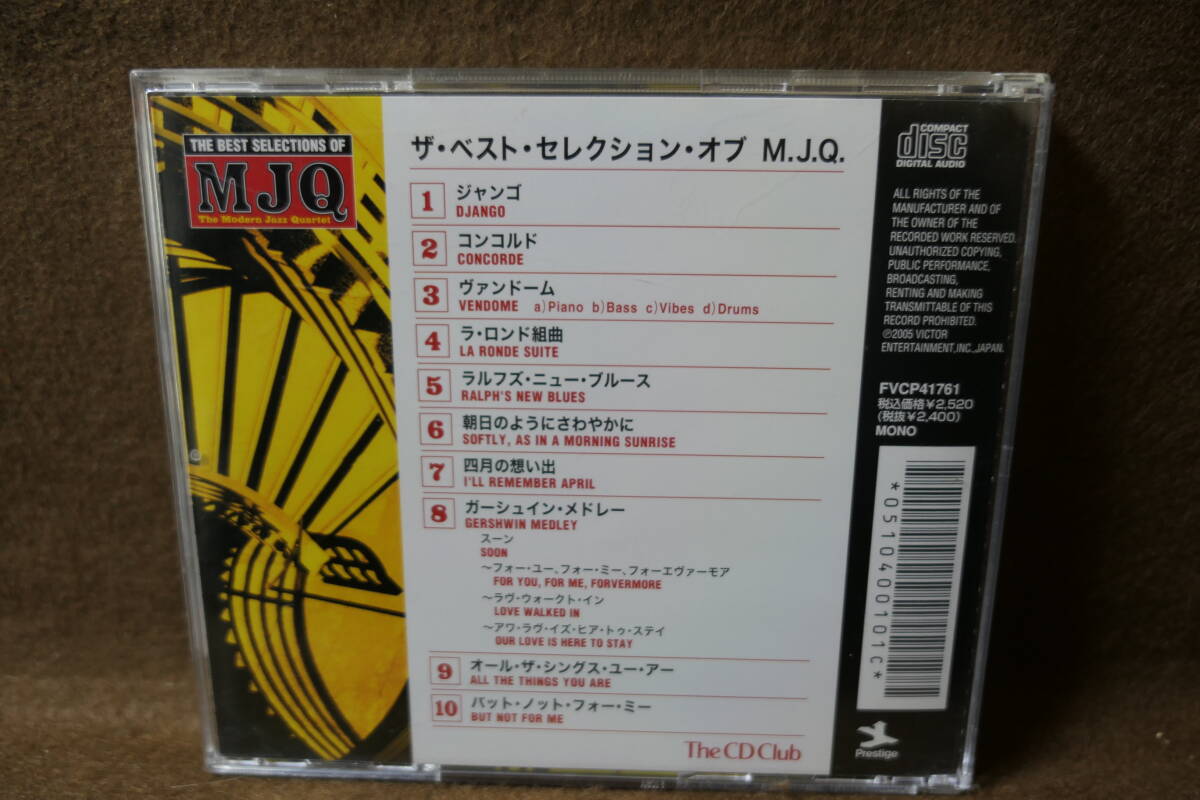 THE BEST SELECTIONS OF
MJQ
The Modern Jazz Quartet
ザ・ベスト・セレクション・オブ M.J.Q.
1 ジャンゴ
DJANGO
2 コンコルド
CONCORDE
3 ヴァンドーム
VENDOME a)Piano b)Bass c)Vibes d)Drums
4 ラ・ロンド組曲
LA RONDE SUITE
5 ラルフズ・ニュー・ブルース
RALPH'S NEW BLUES
6 朝日のようにさわやかに
SOFTLY, AS IN A MORNING SUNRISE
7 四月の想い出
I'LL REMEMBER APRIL
8 ガーシュイン・メドレー
GERSHWIN MEDLEY
スーン
SOON
〜フォー・ユー、フォー・ミー、フォーエヴァーモア
FOR YOU, FOR ME, FORVERMORE
〜ラヴ・ウォークト・イン
LOVE WALKED IN
〜アワ・ラヴ・イズ・ヒア・トゥ・ステイ
OUR LOVE IS HERE TO STAY
9 オール・ザ・シングス・ユー・アー
ALL THE THINGS YOU ARE
10 バット・ノット・フォー・ミー
BUT NOT FOR ME
The CD Club
COMPACT
disc
DIGITAL AUDIO
ALL RIGHTS OF THE
MANUFACTURER AND OF
THE OWNER OF THE
RECORDED WORK RESERVED.
UNAUTHORIZED COPYING,
PUBLIC PERFORMANCE,
BROADCASTING,
RENTING AND MAKING
TRANSMITTABLE OF THIS
RECORD PROHIBITED.
℗2005 VICTOR
ENTERTAINMENT,INC.,JAPAN.
FVCP41761
税込価格¥2,520
(税抜¥2,400)
MONO
*0510400101C*
Prestige